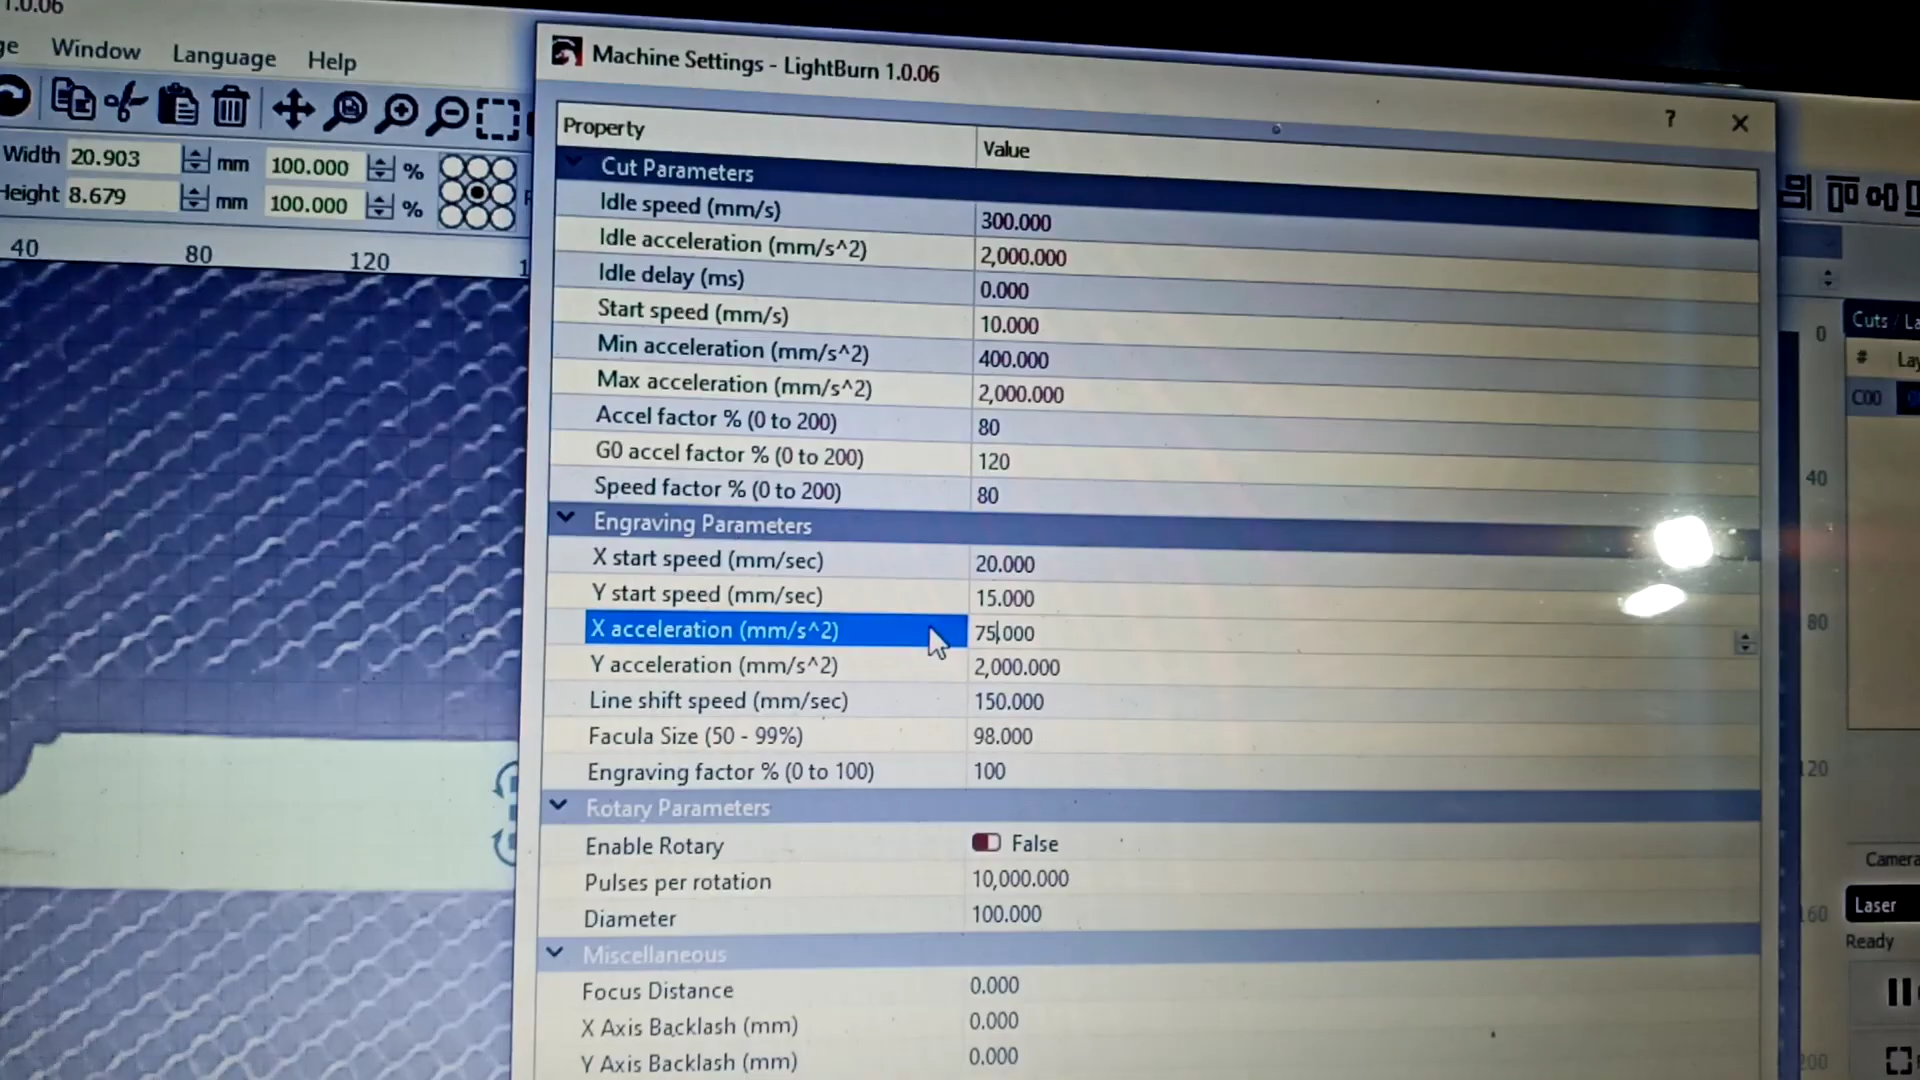 1.0.06
ge Window Language Help
Machine Settings - LightBurn 1.0.06
?
Width 20.903 mm 100.000 %
Height 8.679 mm 100.000 %
40 80 120 1
Property Value
Cut Parameters
Idle speed (mm/s) 300.000
Idle acceleration (mm/s^2) 2,000.000
Idle delay (ms) 0.000
Start speed (mm/s) 10.000
Min acceleration (mm/s^2) 400.000
Max acceleration (mm/s^2) 2,000.000
Accel factor % (0 to 200) 80
G0 accel factor % (0 to 200) 120
Speed factor % (0 to 200) 80
Engraving Parameters
X start speed (mm/sec) 20.000
Y start speed (mm/sec) 15.000
X acceleration (mm/s^2) 75.000
Y acceleration (mm/s^2) 2,000.000
Line shift speed (mm/sec) 150.000
Facula Size (50 - 99%) 98.000
Engraving factor % (0 to 100) 100
Rotary Parameters
Enable Rotary False
Pulses per rotation 10,000.000
Diameter 100.000
Miscellaneous
Focus Distance 0.000
X Axis Backlash (mm) 0.000
Y Axis Backlash (mm) 0.000
0
40
80
120
160
200
Cuts / La
# Lay
C00
Camera
Laser
Ready